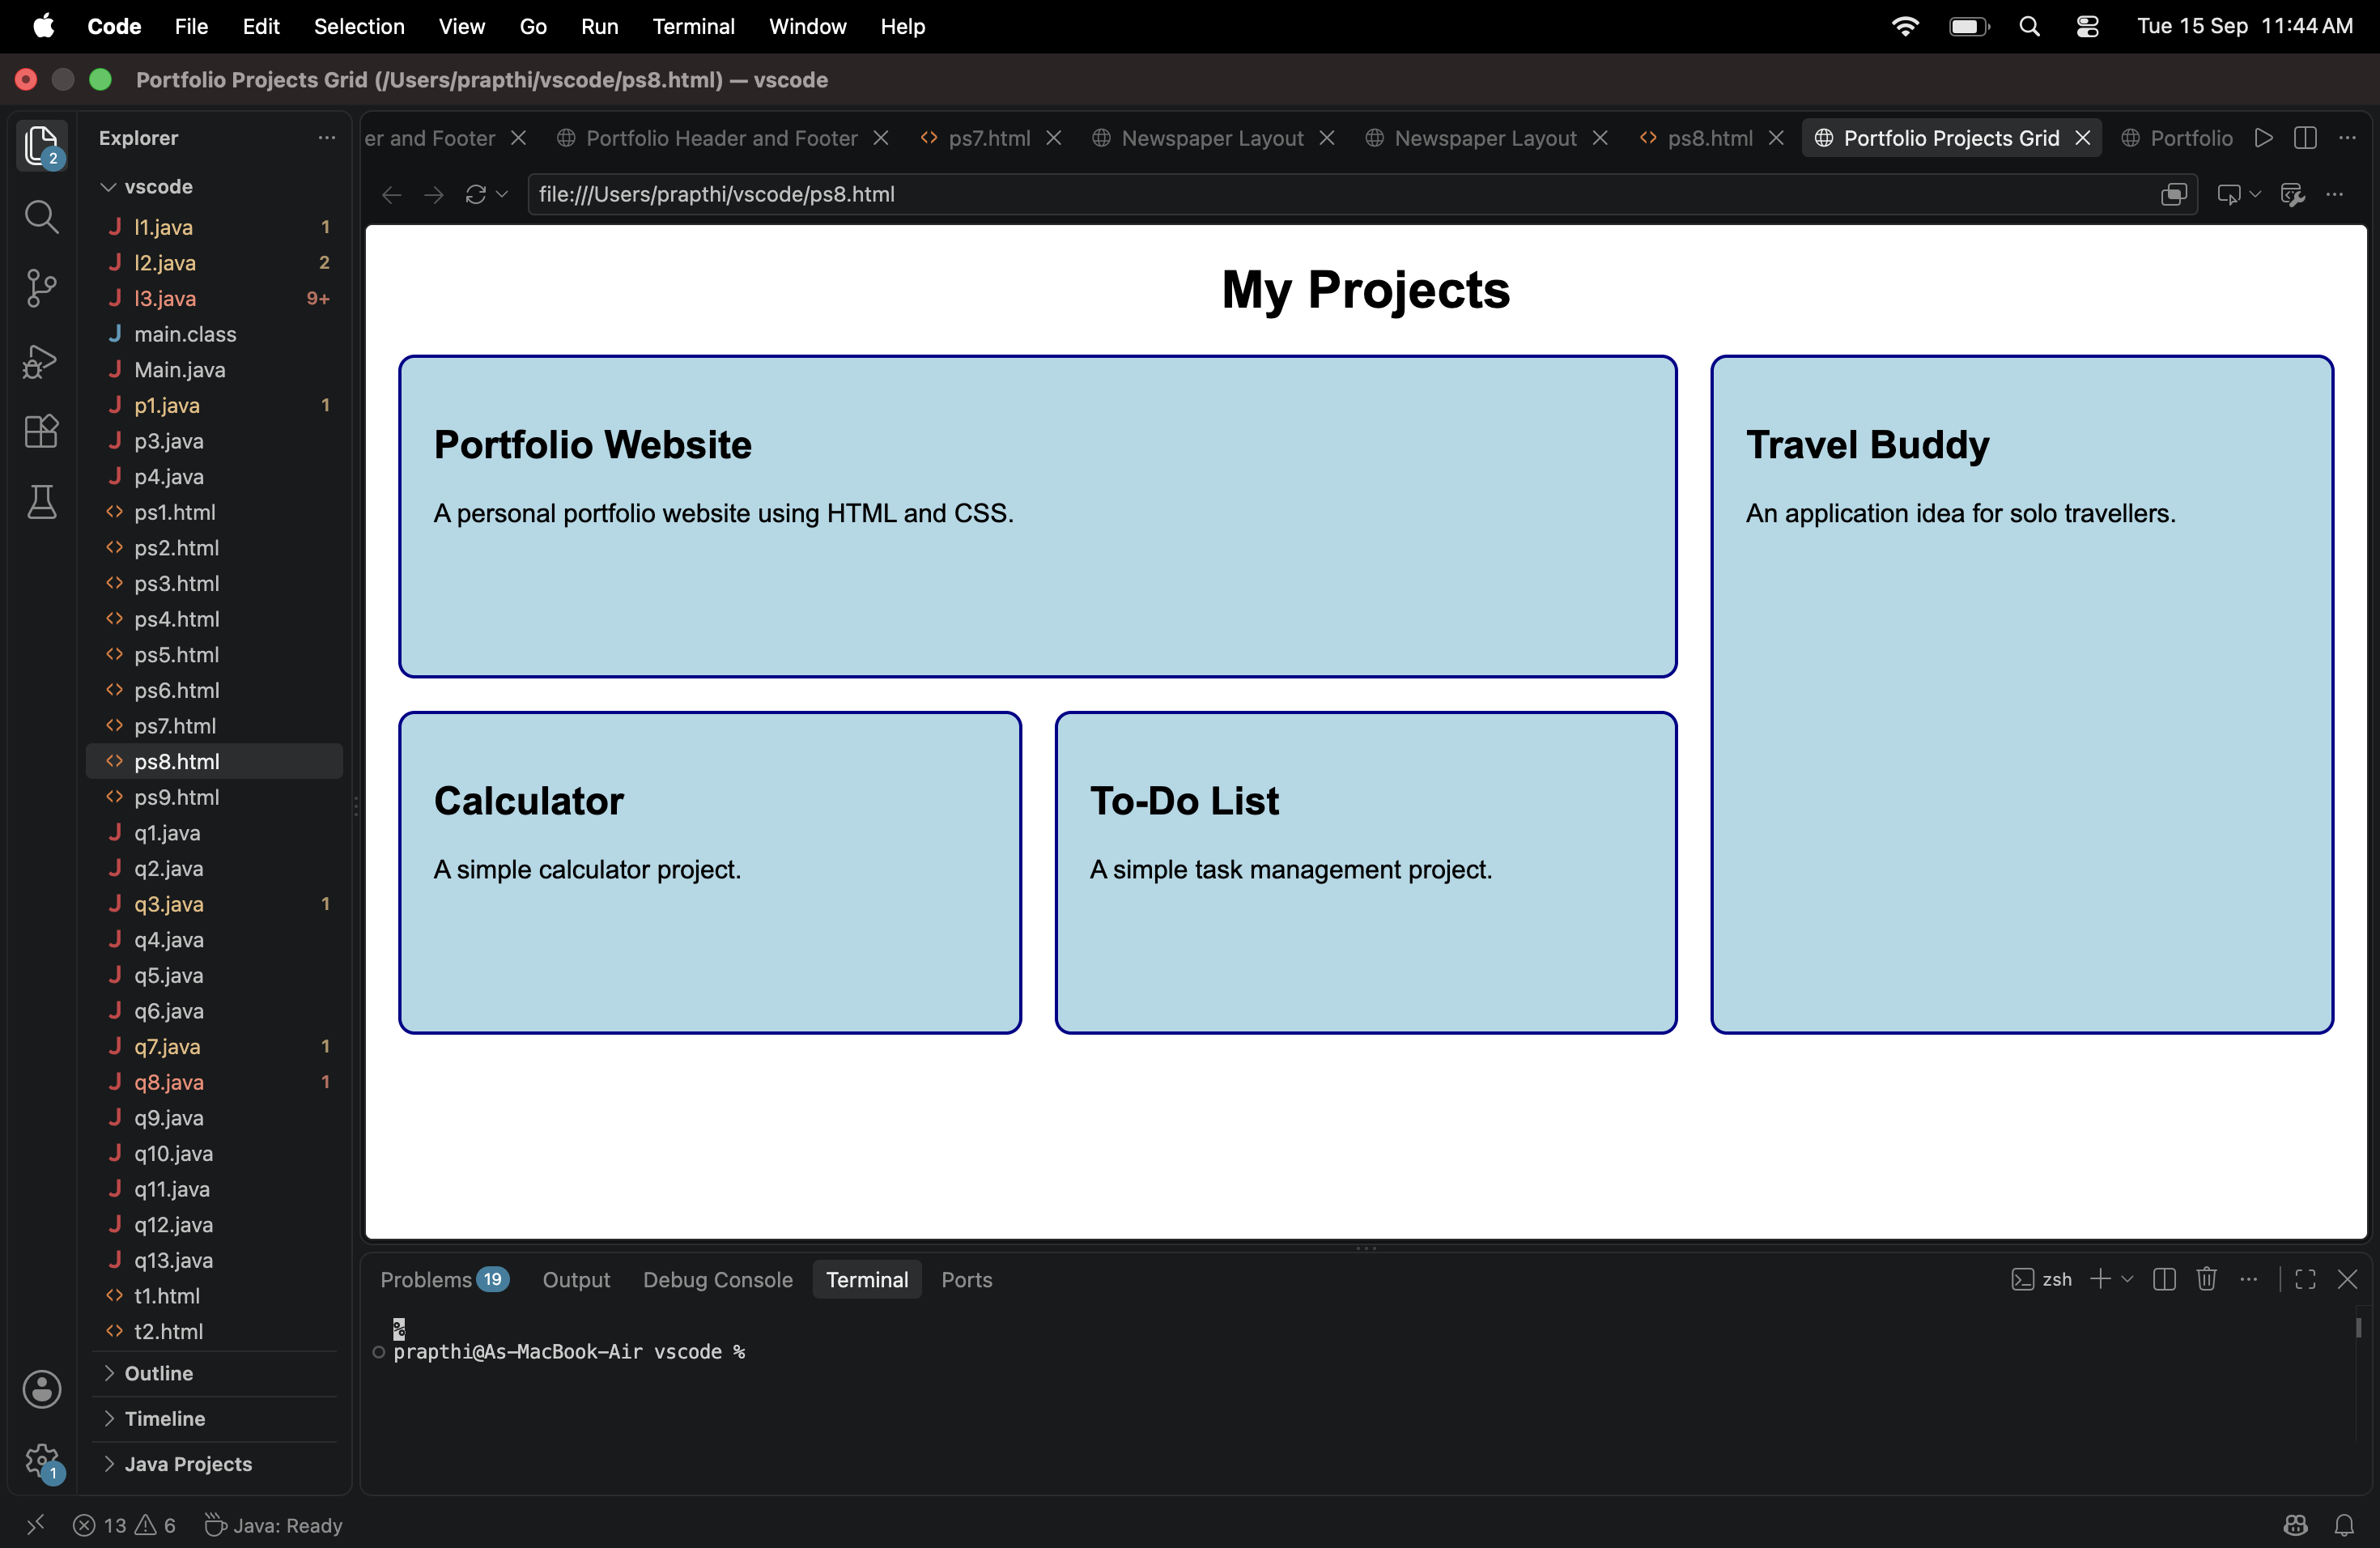 Code File Edit Selection View Go Run Terminal Window Help Tue 15 Sep 11:44 AM
Portfolio Projects Grid (/Users/prapthi/vscode/ps8.html) — vscode
Explorer
er and Footer Portfolio Header and Footer ps7.html Newspaper Layout Newspaper Layout ps8.html Portfolio Projects Grid Portfolio
file:///Users/prapthi/vscode/ps8.html
2
vscode
J l1.java 1
J l2.java 2
J l3.java 9+
J main.class
J Main.java
J p1.java 1
J p3.java
J p4.java
ps1.html
ps2.html
ps3.html
ps4.html
ps5.html
ps6.html
ps7.html
ps8.html
ps9.html
J q1.java
J q2.java
J q3.java 1
J q4.java
J q5.java
J q6.java
J q7.java 1
J q8.java 1
J q9.java
J q10.java
J q11.java
J q12.java
J q13.java
t1.html
t2.html
Outline
Timeline
Java Projects
1
My Projects
Portfolio Website
A personal portfolio website using HTML and CSS.
Travel Buddy
An application idea for solo travellers.
Calculator
A simple calculator project.
To-Do List
A simple task management project.
Problems 19 Output Debug Console Terminal Ports zsh
%
prapthi@As-MacBook-Air vscode %
13 6 Java: Ready